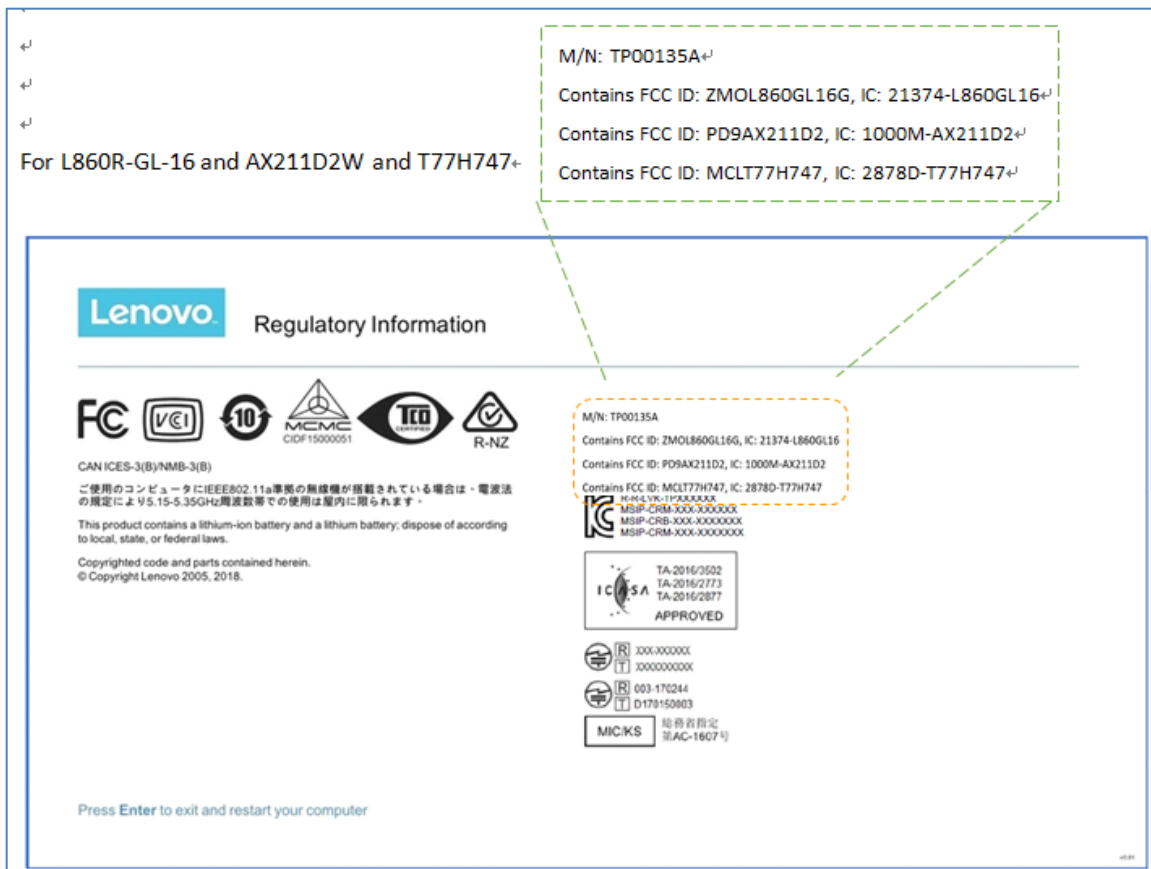 M/N: TP00135A
Contains FCC ID: ZMOL860GL16G, IC: 21374-L860GL16
Contains FCC ID: PD9AX211D2, IC: 1000M-AX211D2
For L860R-GL-16 and AX211D2W and T77H747
Contains FCC ID: MCLT77H747, IC: 2878D-T77H747
Lenovo.
Regulatory Information
FC
VCI
10
MCMC
CIDF15000051
TCO
CERTIFIED
R-NZ
CAN ICES-3(B)/NMB-3(B)
ご使用のコンピュータにIEEE802.11a準拠の無線機が搭載されている場合は・電波法
の規定により5.15-5.35GHz周波数帯での使用は屋内に限られます・
This product contains a lithium-ion battery and a lithium battery; dispose of according
to local, state, or federal laws.
Copyrighted code and parts contained herein.
© Copyright Lenovo 2005, 2018.
M/N: TP00135A
Contains FCC ID: ZMOL860GL16G, IC: 21374-L860GL16
Contains FCC ID: PD9AX211D2, IC: 1000M-AX211D2
Contains FCC ID: MCLT77H747, IC: 2878D-T77H747
R-R-LVK-TPXXXXXX
MSIP-CRM-XXX-XXXXXX
MSIP-CRB-XXX-XXXXXXX
MSIP-CRM-XXX-XXXXXXX
ICASA
TA-2016/3502
TA-2016/2773
TA-2016/2877
APPROVED
R XXX-XXXXXX
T XXXXXXXXXX
R 003-170244
T D170150003
MIC/KS
総務省指定
第AC-1607号
Press Enter to exit and restart your computer